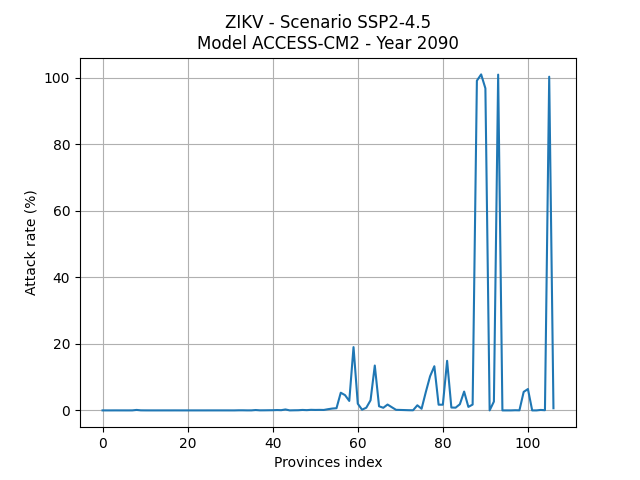 ZIKV - Scenario SSP2-4.5
Model ACCESS-CM2 - Year 2090
Attack rate (%)
100
80
60
40
20
0
0 20 40 60 80 100
Provinces index